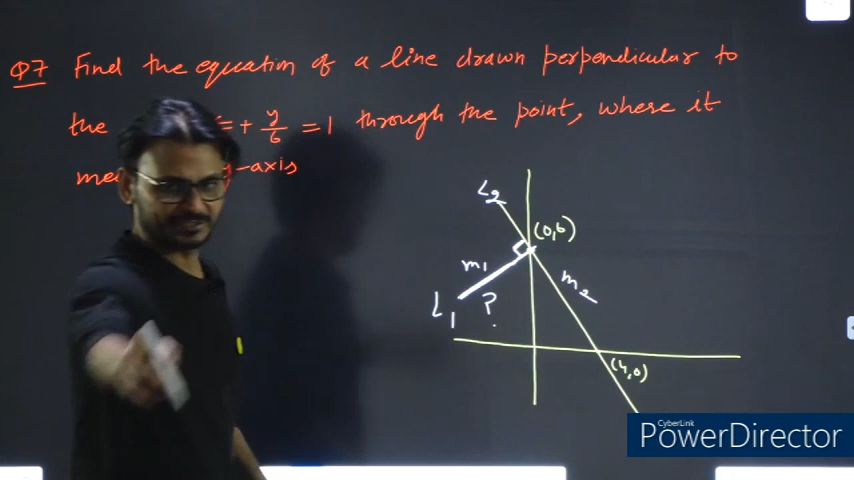 Q7 Find the equation of a line drawn perpendicular to
the + y/6 = 1 through the point, where it
y-axis
L2
(0,6)
m1
m2
L1
?
(4,0)
CyberLink
PowerDirector